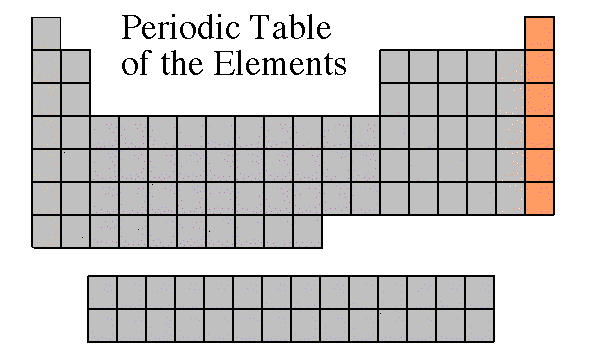 Periodic Table
of the Elements